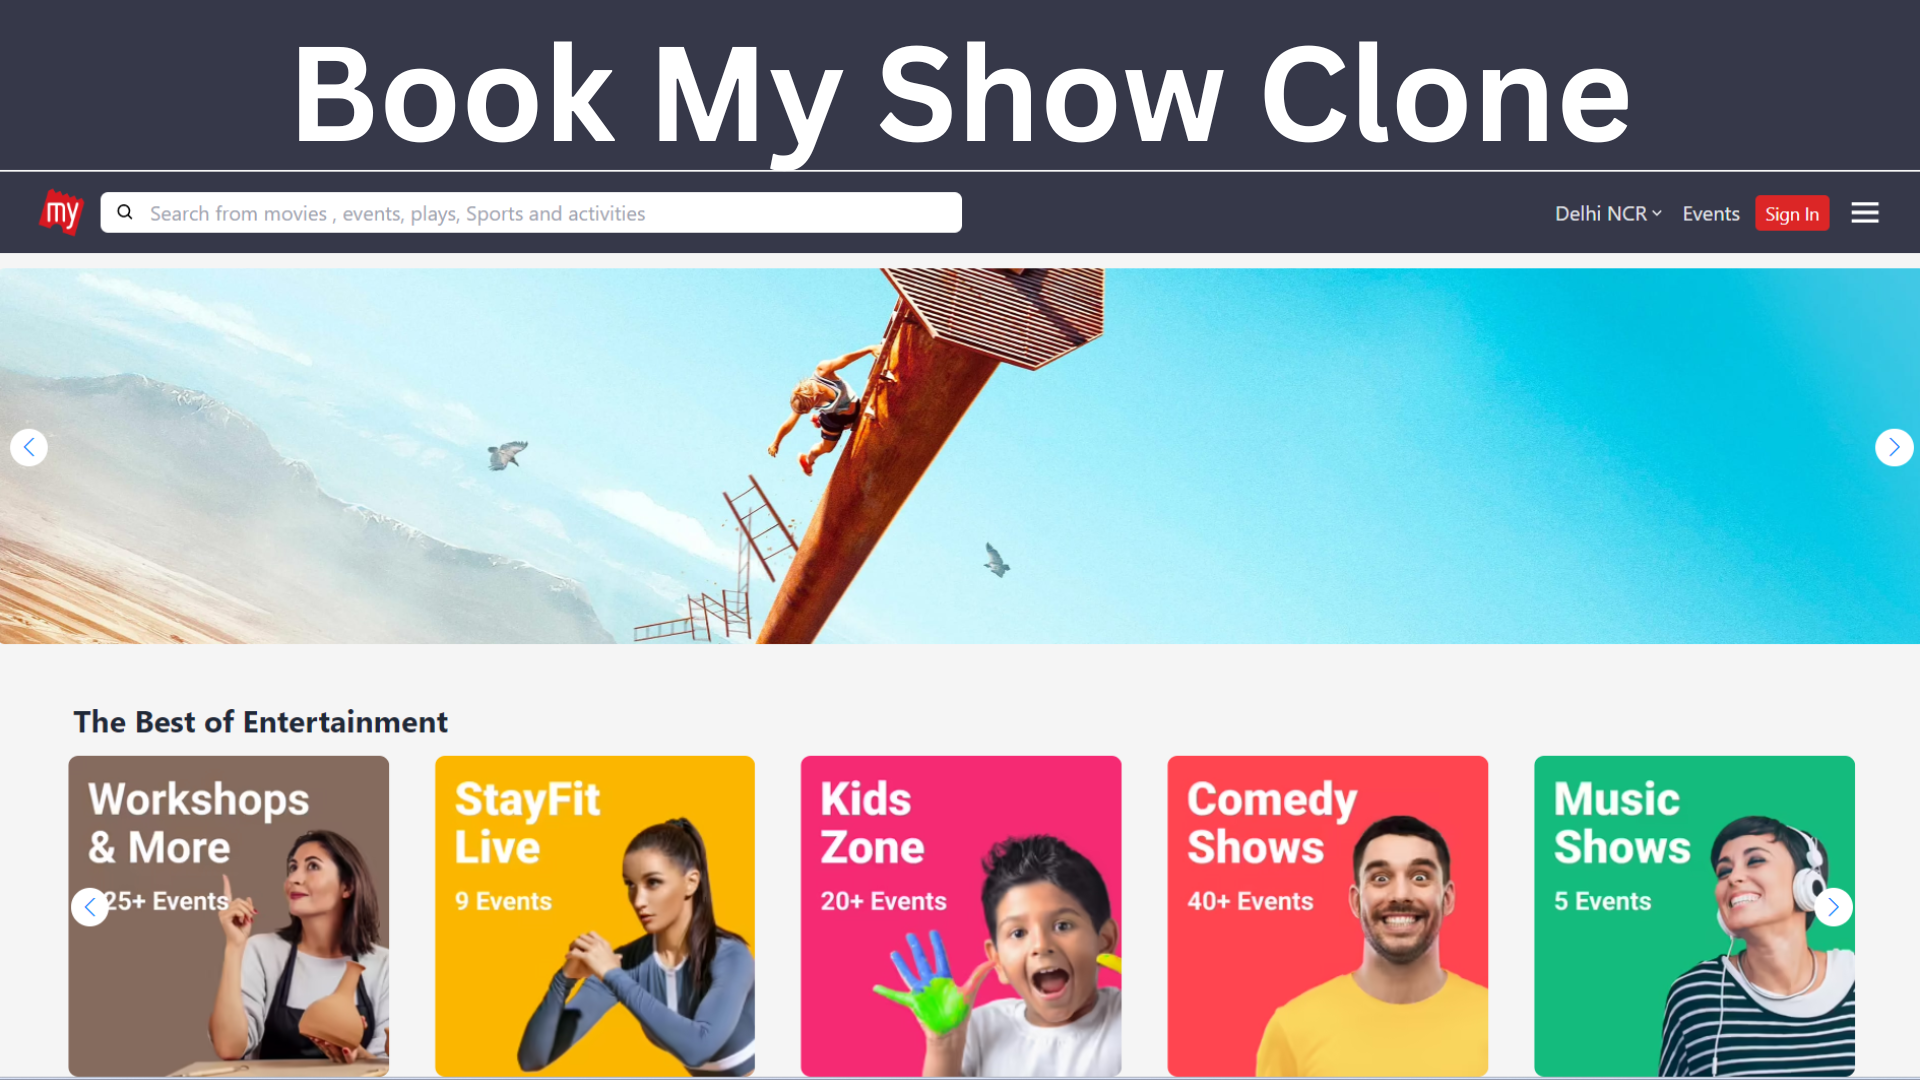 Book My Show Clone
my
Search from movies , events, plays, Sports and activities
Delhi NCR
Events
Sign In
The Best of Entertainment
Workshops
& More
25+ Events
StayFit
Live
9 Events
Kids
Zone
20+ Events
Comedy
Shows
40+ Events
Music
Shows
5 Events